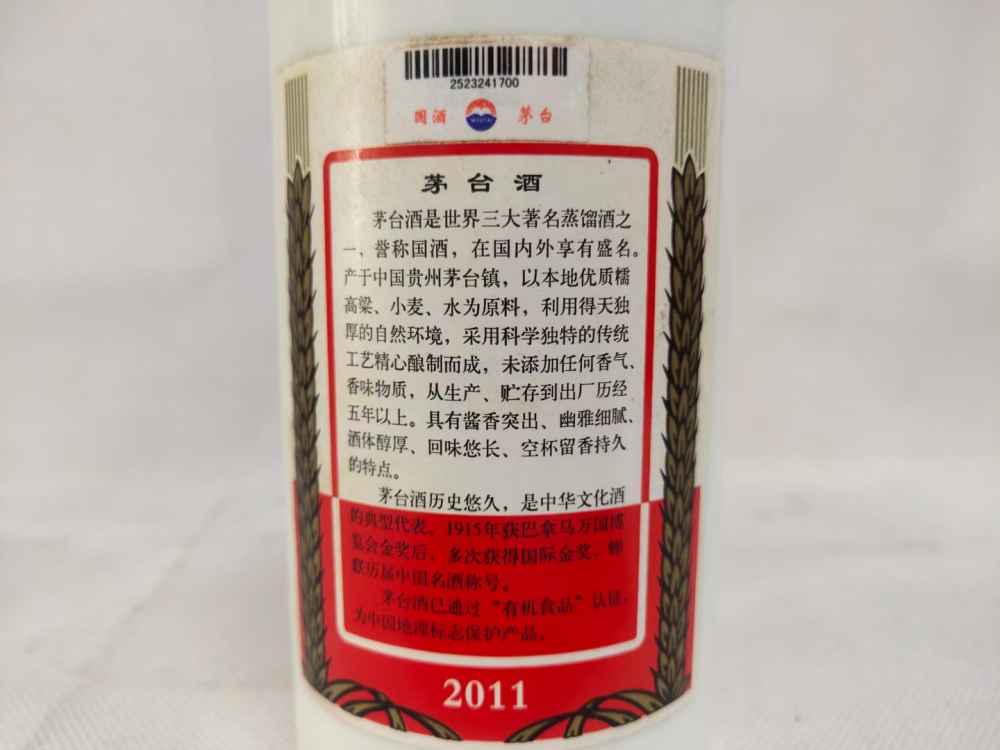 2523241700
国酒 茅台
茅台酒
茅台酒是世界三大著名蒸馏酒之
一，誉称国酒，在国内外享有盛名。
产于中国贵州茅台镇，以本地优质糯
高粱、小麦、水为原料，利用得天独
厚的自然环境，采用科学独特的传统
工艺精心酿制而成，未添加任何香气、
香味物质，从生产、贮存到出厂历经
五年以上。具有酱香突出、幽雅细腻、
酒体醇厚、回味悠长、空杯留香持久
的特点。
茅台酒历史悠久，是中华文化酒
的典型代表。1915年获巴拿马万国博
览会金奖后，多次获得国际金奖，蝉
联历届中国名酒称号。
茅台酒已通过“有机食品”认证，
为中国地理标志保护产品。
2011